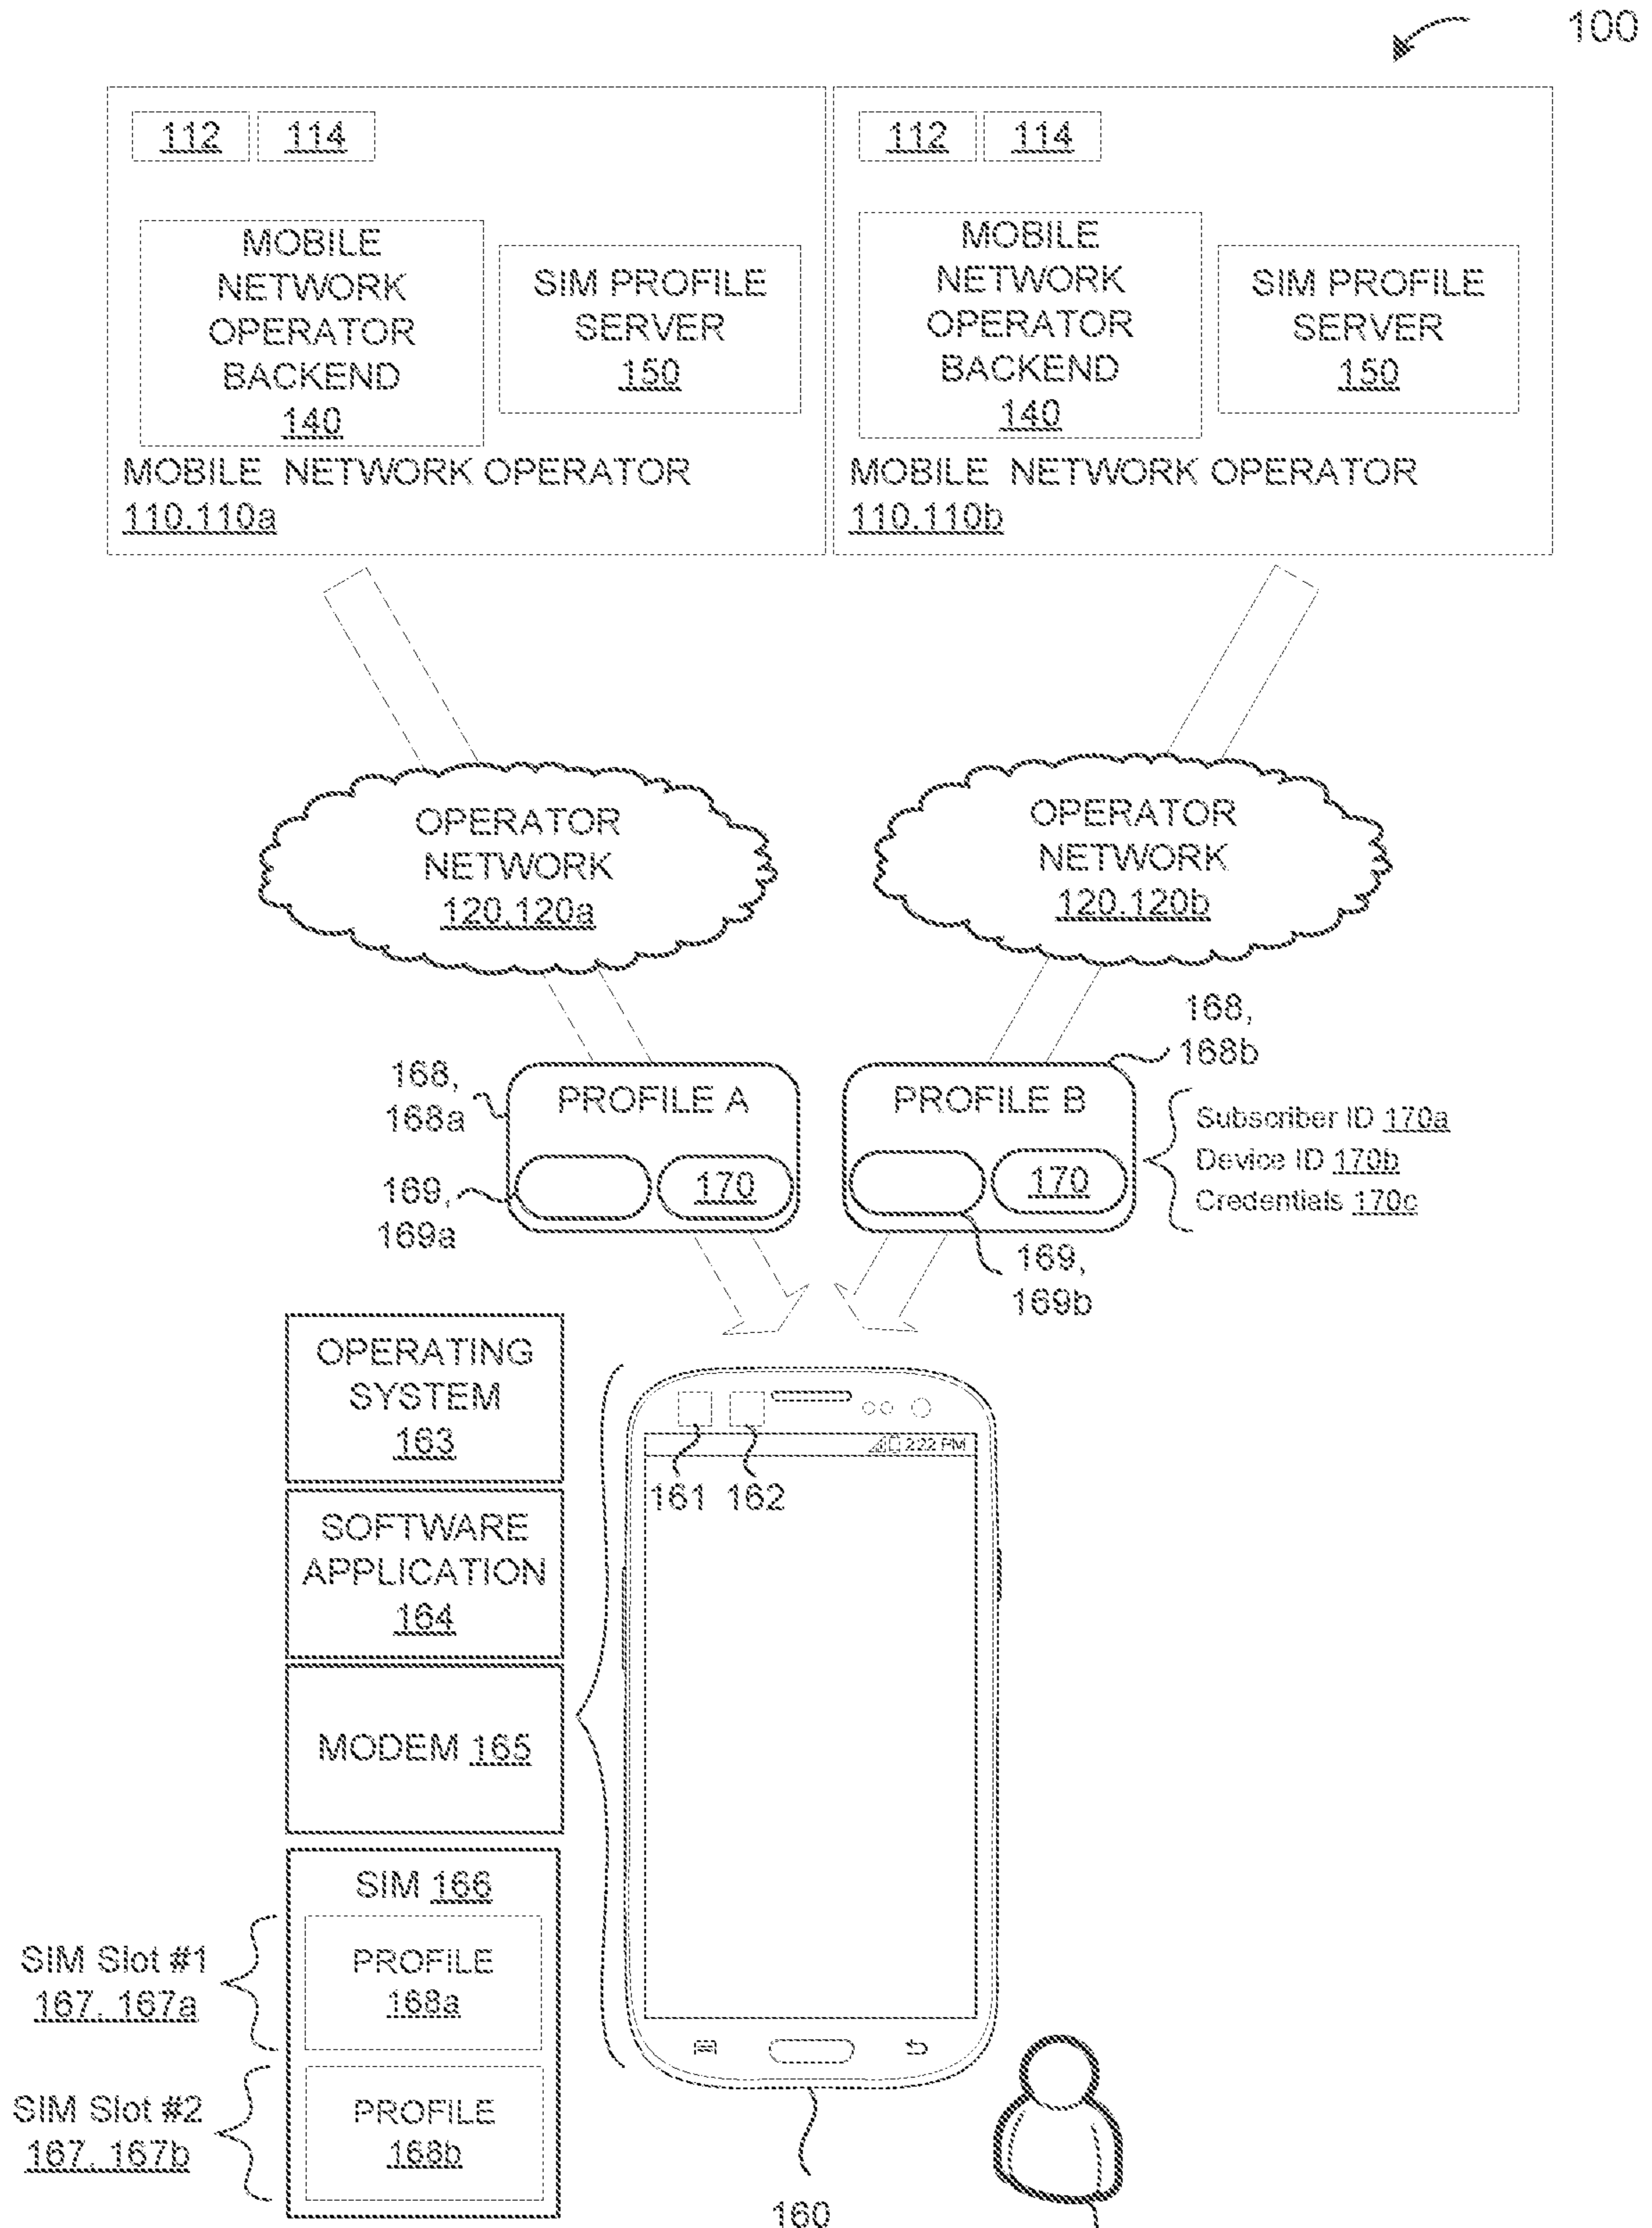 100
112 114
MOBILE
NETWORK
OPERATOR
BACKEND
140
SIM PROFILE
SERVER
150
MOBILE NETWORK OPERATOR
110, 110a
112 114
MOBILE
NETWORK
OPERATOR
BACKEND
140
SIM PROFILE
SERVER
150
MOBILE NETWORK OPERATOR
110, 110b
OPERATOR
NETWORK
120, 120a
OPERATOR
NETWORK
120, 120b
168,
168a
PROFILE A
170
169,
169a
168,
168b
PROFILE B
170
169,
169b
Subscriber ID 170a
Device ID 170b
Credentials 170c
OPERATING
SYSTEM
163
SOFTWARE
APPLICATION
164
MODEM 165
SIM 166
PROFILE
168a
PROFILE
168b
SIM Slot #1
167, 167a
SIM Slot #2
167, 167b
2:22 PM
161 162
160